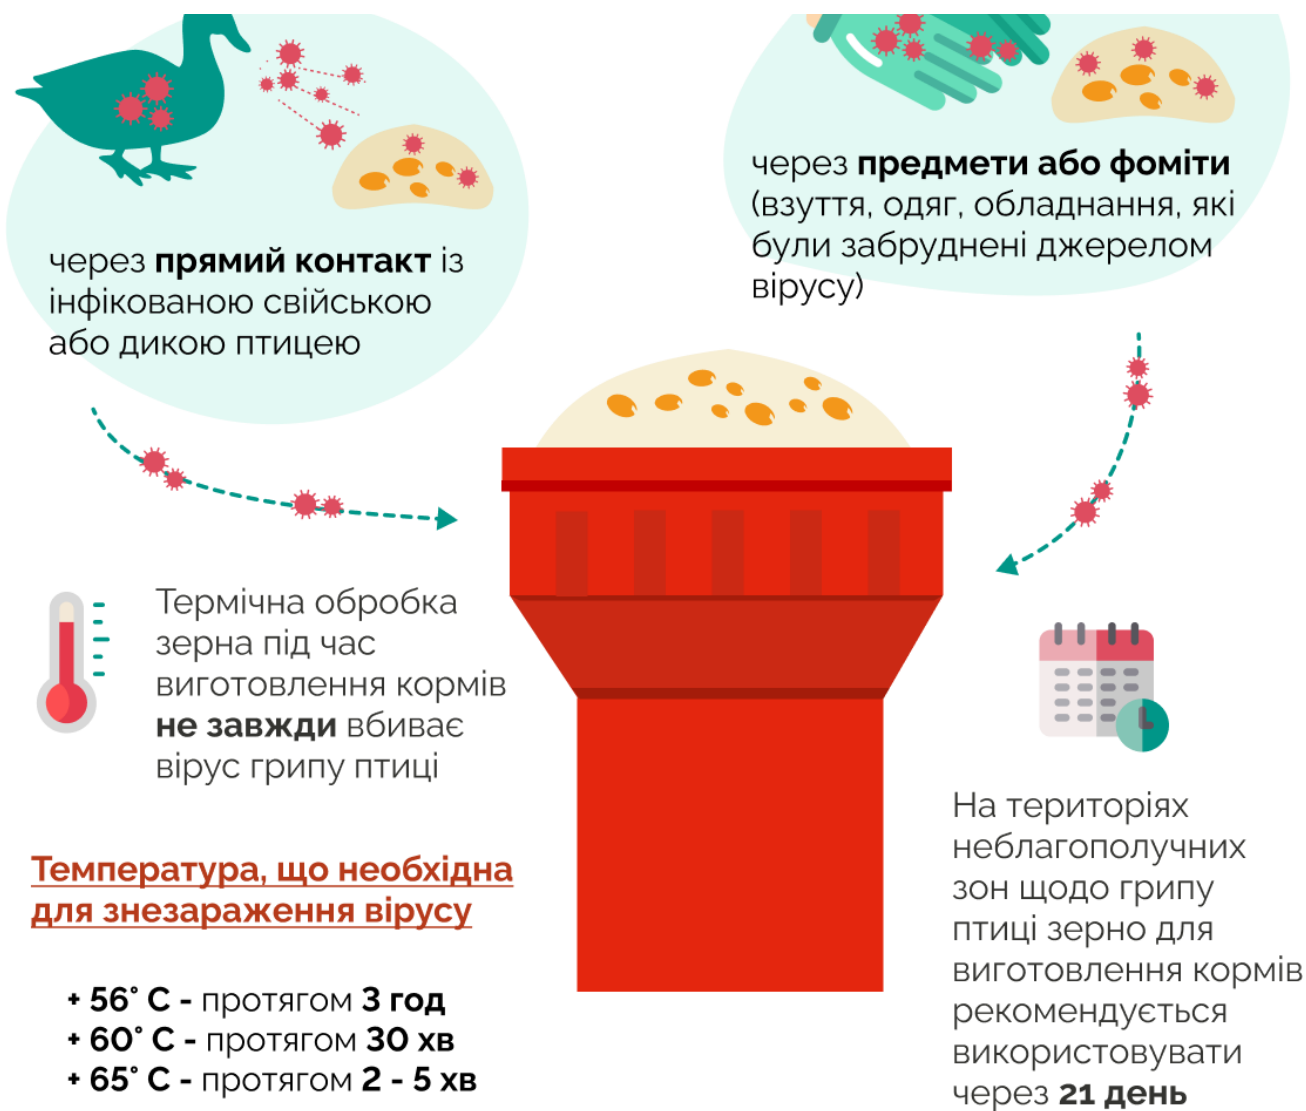 через прямий контакт із
інфікованою свійською
або дикою птицею
через предмети або фоміти
(взуття, одяг, обладнання, які
були забруднені джерелом
вірусу)
Термічна обробка
зерна під час
виготовлення кормів
не завжди вбиває
вірус грипу птиці
Температура, що необхідна
для знезараження вірусу
+ 56° C - протягом 3 год
+ 60° C - протягом 30 хв
+ 65° C - протягом 2 - 5 хв
На територіях
неблагополучних
зон щодо грипу
птиці зерно для
виготовлення кормів
рекомендується
використовувати
через 21 день